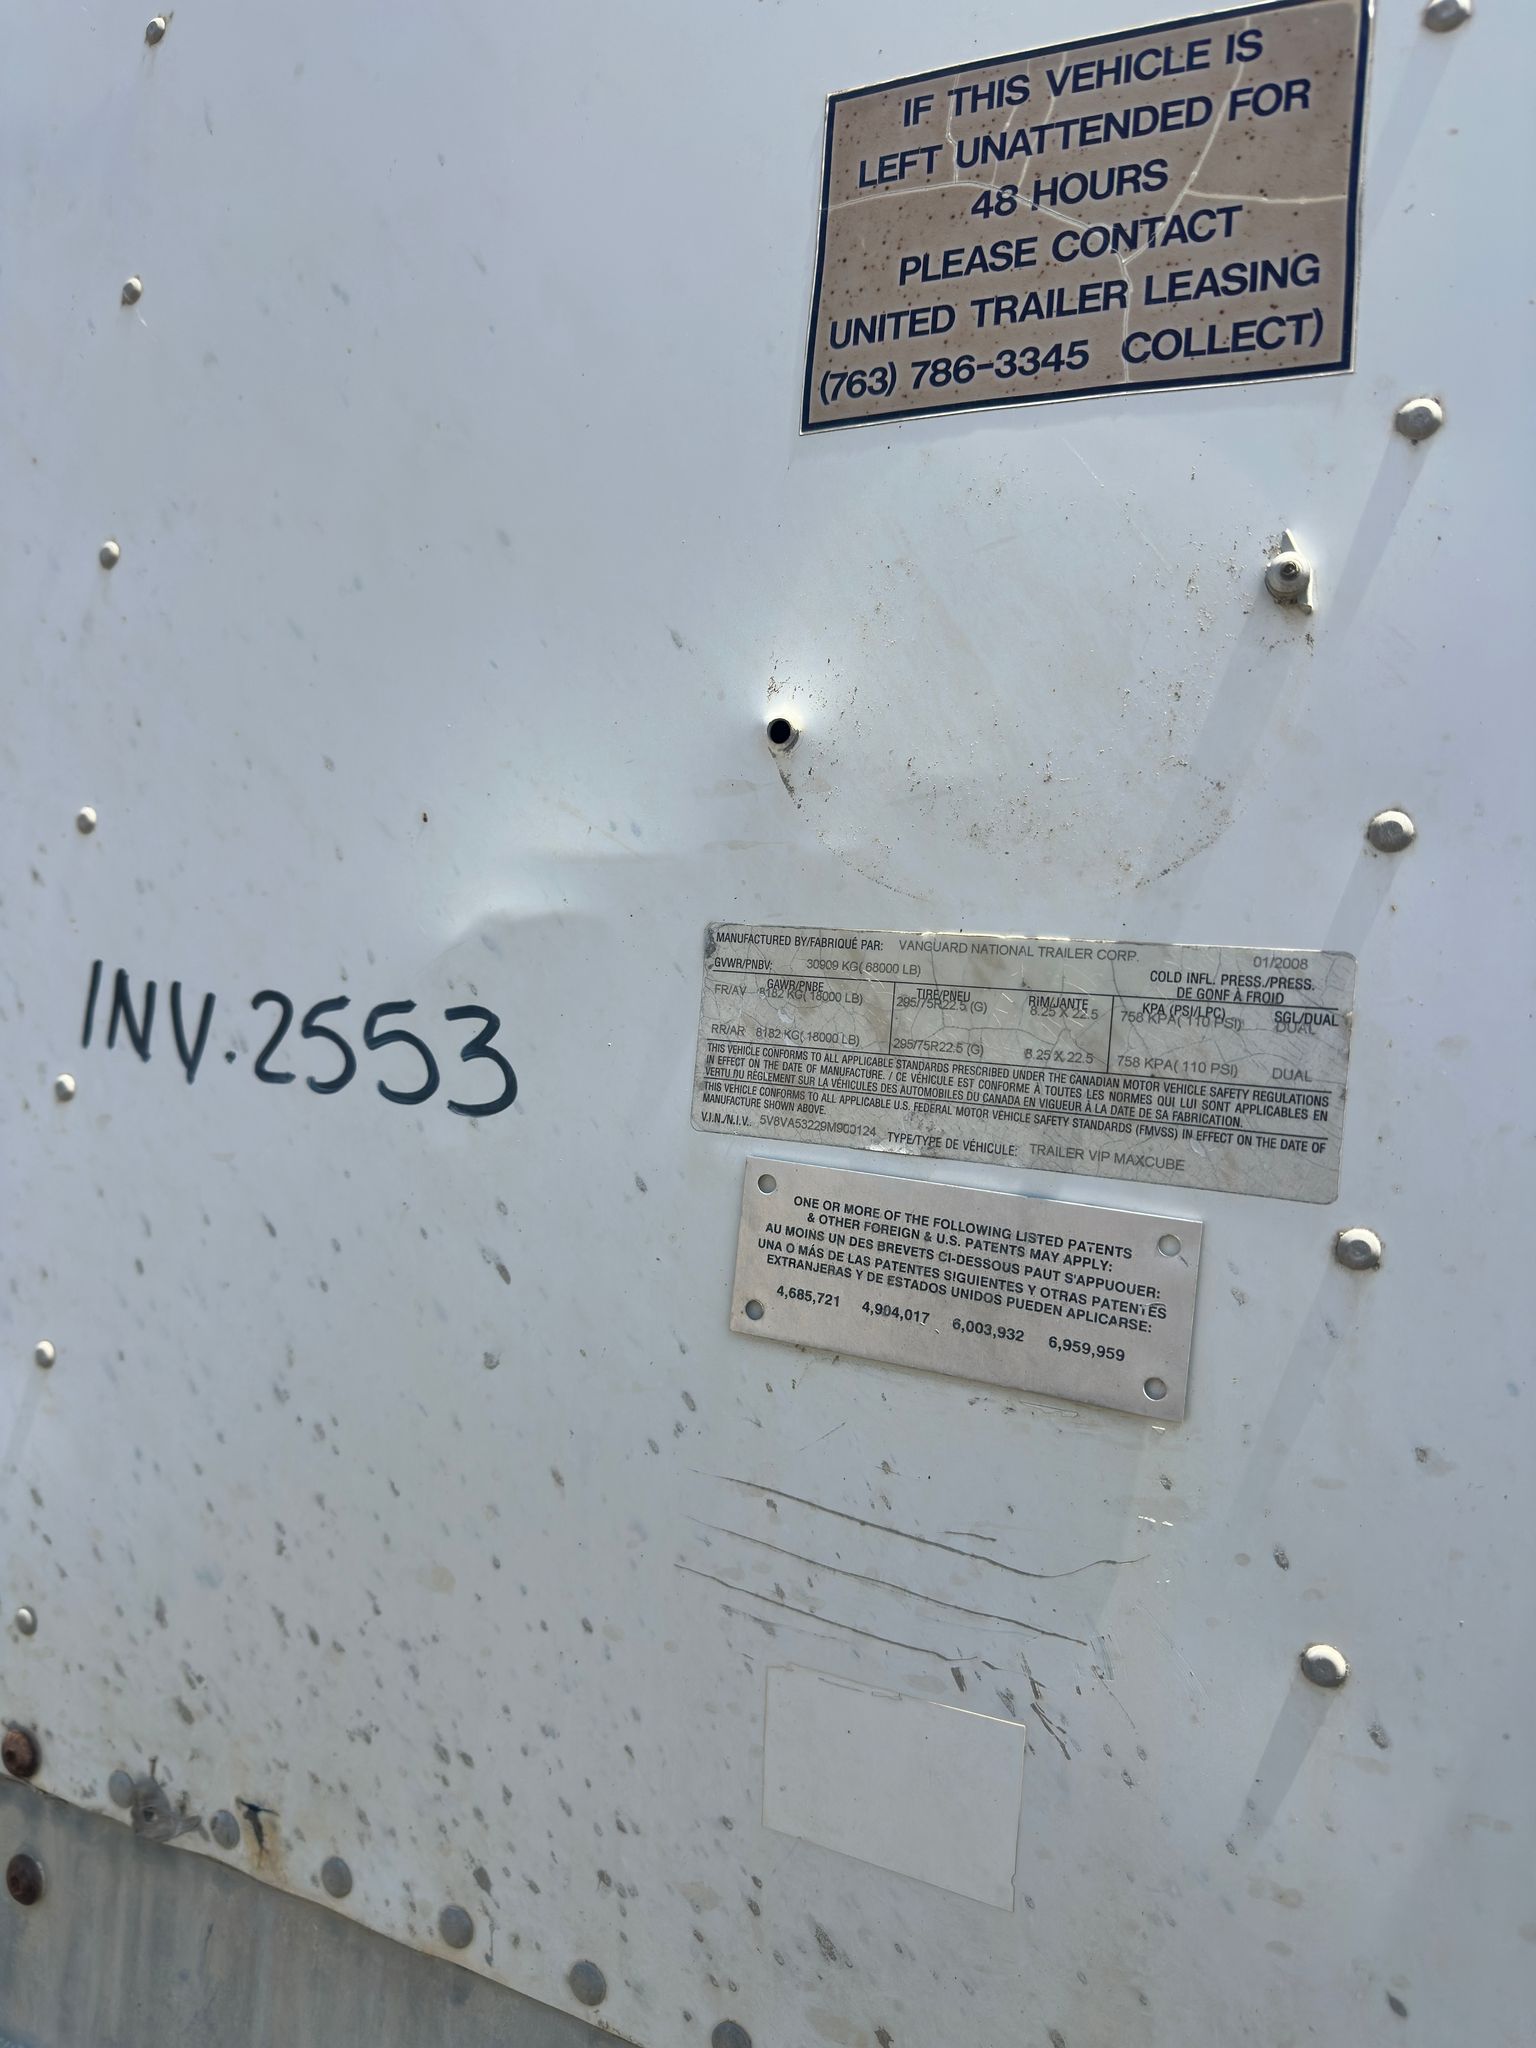 IF THIS VEHICLE IS
LEFT UNATTENDED FOR
48 HOURS
PLEASE CONTACT
UNITED TRAILER LEASING
(763) 786-3345 COLLECT)
INV. 2553
MANUFACTURED BY/FABRIQUÉ PAR: VANGUARD NATIONAL TRAILER CORP. 01/2008
GVWR/PNBV: 30909 KG( 68000 LB) COLD INFL. PRESS./PRESS.
DE GONF À FROID
GAWR/PNBE TIRE/PNEU RIM/JANTE KPA (PSI/LPC) SGL/DUAL
FR/AV 8182 KG( 18000 LB) 295/75R22.5 (G) 8.25 X 22.5 758 KPA( 110 PSI) DUAL
RR/AR 8182 KG( 18000 LB) 295/75R22.5 (G) 8.25 X 22.5 758 KPA( 110 PSI) DUAL
THIS VEHICLE CONFORMS TO ALL APPLICABLE STANDARDS PRESCRIBED UNDER THE CANADIAN MOTOR VEHICLE SAFETY REGULATIONS
IN EFFECT ON THE DATE OF MANUFACTURE. / CE VÉHICULE EST CONFORME À TOUTES LES NORMES QUI LUI SONT APPLICABLES EN
VERTU DU RÈGLEMENT SUR LA VÉHICULES DES AUTOMOBILES DU CANADA EN VIGUEUR À LA DATE DE SA FABRICATION.
THIS VEHICLE CONFORMS TO ALL APPLICABLE U.S. FEDERAL MOTOR VEHICLE SAFETY STANDARDS (FMVSS) IN EFFECT ON THE DATE OF
MANUFACTURE SHOWN ABOVE.
V.I.N./N.I.V.. 5V8VA53229M900124 TYPE/TYPE DE VÉHICULE: TRAILER VIP MAXCUBE
ONE OR MORE OF THE FOLLOWING LISTED PATENTS
& OTHER FOREIGN & U.S. PATENTS MAY APPLY:
AU MOINS UN DES BREVETS CI-DESSOUS PAUT S'APPUOUER:
UNA O MÁS DE LAS PATENTES SIGUIENTES Y OTRAS PATENTES
EXTRANJERAS Y DE ESTADOS UNIDOS PUEDEN APLICARSE:
4,685,721 4,904,017 6,003,932 6,959,959